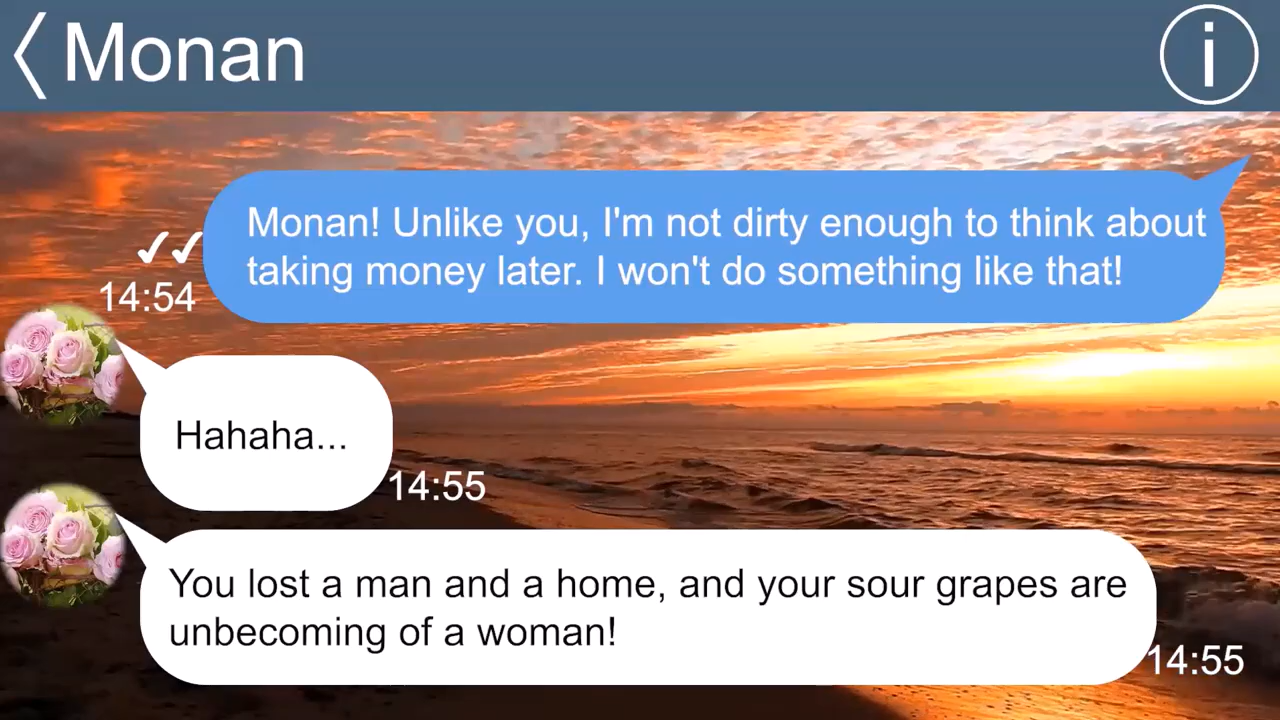 Monan
i
Monan! Unlike you, I'm not dirty enough to think about
taking money later. I won't do something like that!
14:54
Hahaha...
14:55
You lost a man and a home, and your sour grapes are
unbecoming of a woman!
14:55